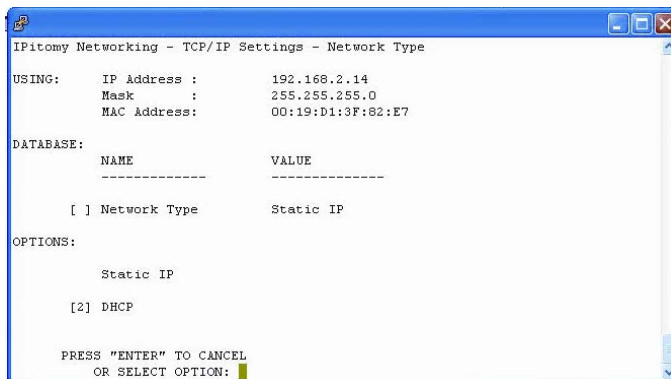 IPitomy Networking - TCP/IP Settings - Network Type
USING: IP Address : 192.168.2.14
Mask : 255.255.255.0
MAC Address: 00:19:D1:3F:82:E7
DATABASE:
NAME VALUE
------------- --------------
[ ] Network Type Static IP
OPTIONS:
Static IP
[2] DHCP
PRESS "ENTER" TO CANCEL
OR SELECT OPTION: